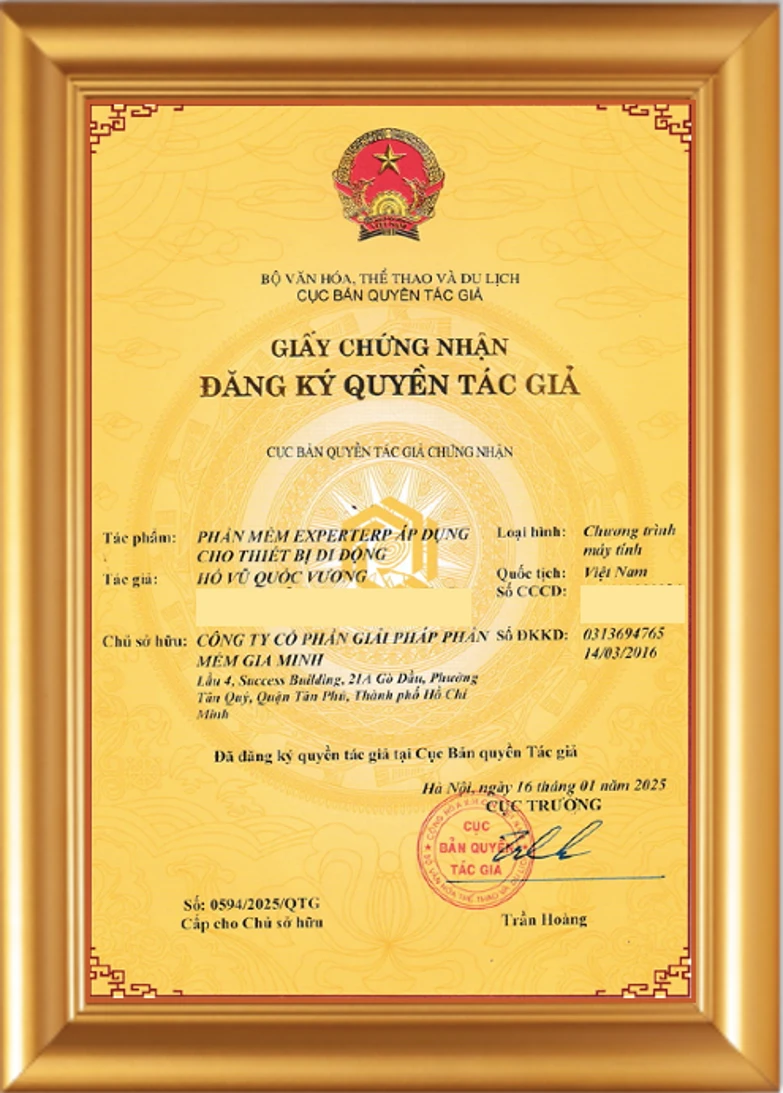 VIỆT NAM
BỘ VĂN HÓA, THỂ THAO VÀ DU LỊCH
CỤC BẢN QUYỀN TÁC GIẢ
GIẤY CHỨNG NHẬN
ĐĂNG KÝ QUYỀN TÁC GIẢ
CỤC BẢN QUYỀN TÁC GIẢ CHỨNG NHẬN
Tác phẩm: PHẦN MỀM EXPERTERP ÁP DỤNG CHO THIẾT BỊ DI ĐỘNG
Loại hình: Chương trình máy tính
Tác giả: HỒ VŨ QUỐC VƯƠNG
Quốc tịch: Việt Nam
Số CCCD:
Chủ sở hữu: CÔNG TY CỔ PHẦN GIẢI PHÁP PHẦN MỀM GIA MINH
Số ĐKKD: 0313694765
14/03/2016
Lầu 4, Success Building, 21A Gò Dầu, Phường
Tân Quý, Quận Tân Phú, Thành phố Hồ Chí
Minh
Đã đăng ký quyền tác giả tại Cục Bản quyền Tác giả
Hà Nội, ngày 16 tháng 01 năm 2025
CỤC TRƯỞNG
CỤC
BẢN QUYỀN
TÁC GIẢ
Số: 0594/2025/QTG
Cấp cho Chủ sở hữu
Trần Hoàng